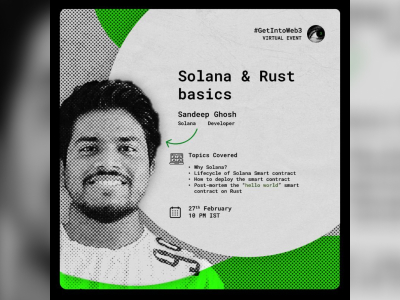 #GetIntoWeb3
VIRTUAL EVENT
Solana & Rust
basics
Sandeep Ghosh
Solana Developer
Topics Covered
• Why Solana?
• Lifecycle of Solana Smart contract
• How to deploy the smart contract
• Post-mortem the "hello world" smart
contract on Rust
27th February
10 PM IST